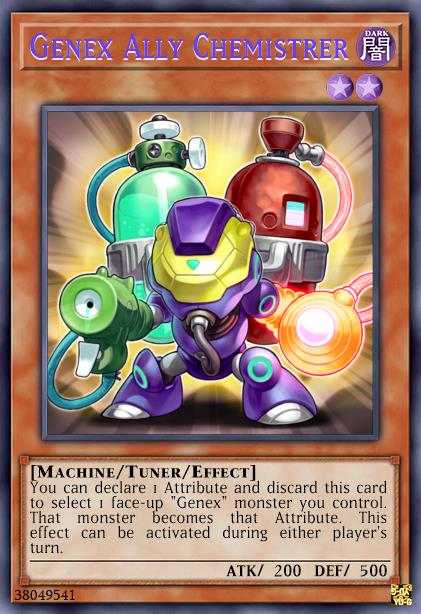 GENEX ALLY CHEMISTRER
DARK
闇
[MACHINE/TUNER/EFFECT]
You can declare 1 Attribute and discard this card
to select 1 face-up "Genex" monster you control.
That monster becomes that Attribute. This
effect can be activated during either player's
turn.
ATK/ 200 DEF/ 500
38049541